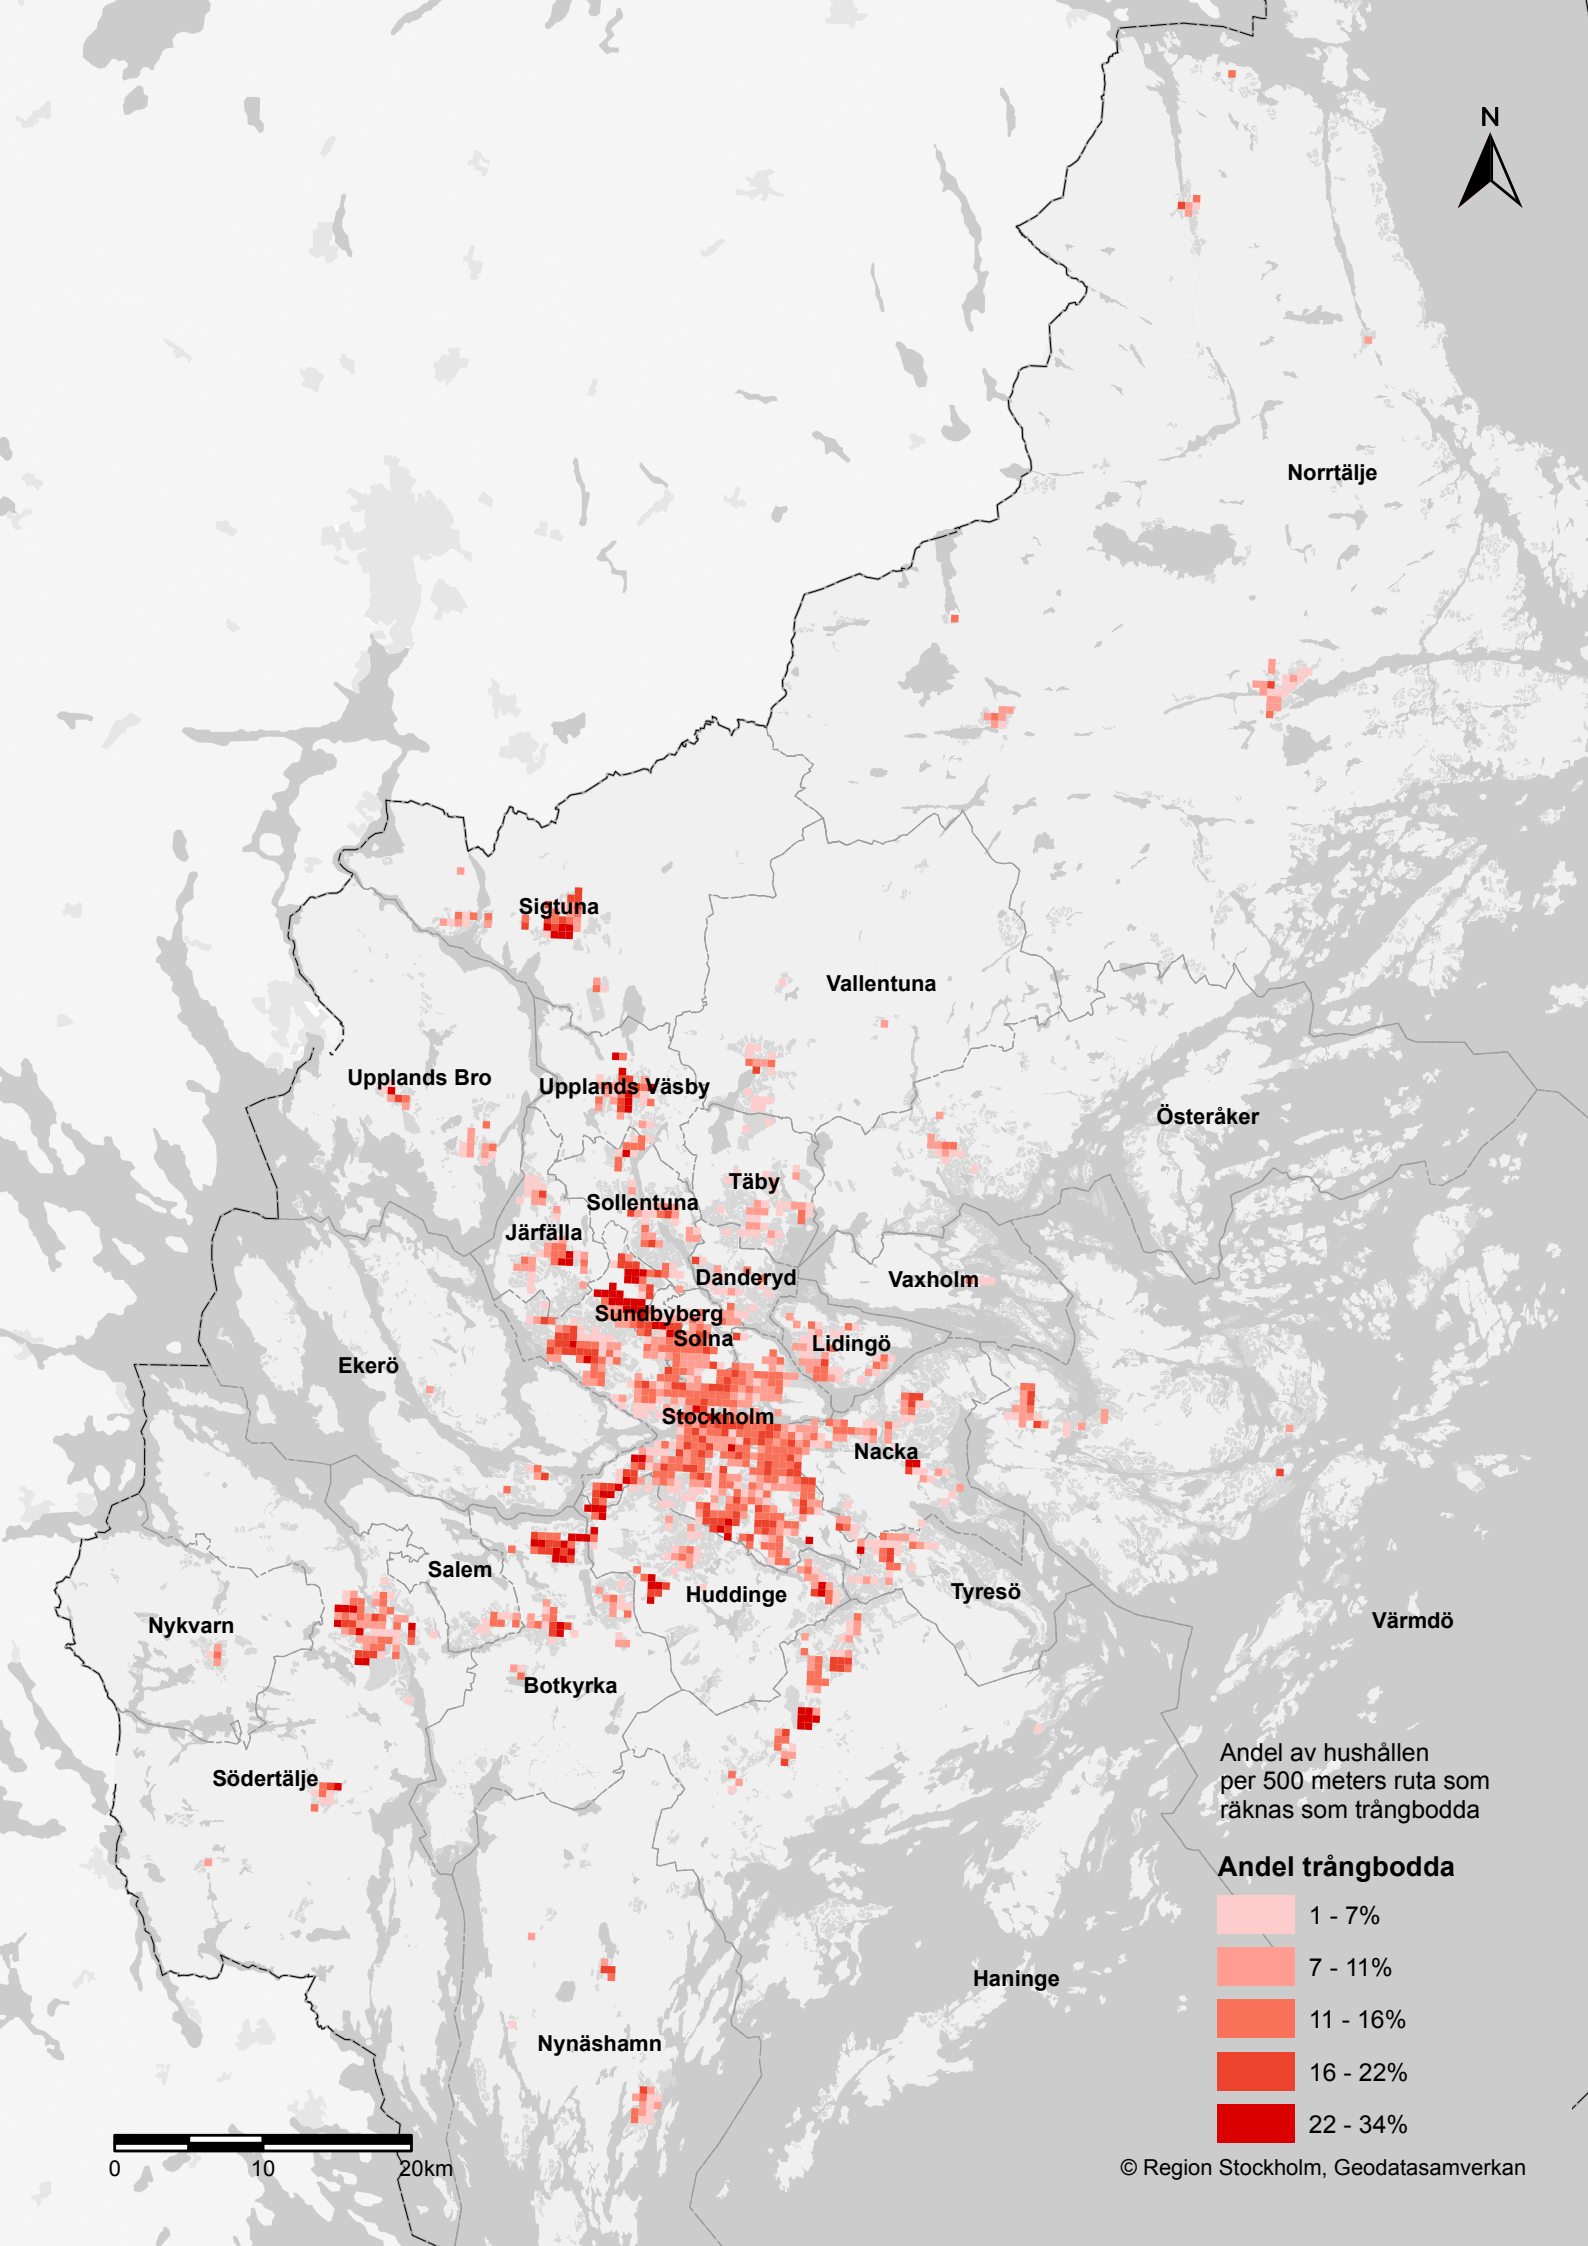 N
Norrtälje
Sigtuna
Vallentuna
Upplands Bro
Upplands Väsby
Österåker
Täby
Sollentuna
Järfälla
Danderyd
Vaxholm
Sundbyberg
Solna
Lidingö
Ekerö
Stockholm
Nacka
Salem
Huddinge
Tyresö
Nykvarn
Värmdö
Botkyrka
Södertälje
Andel av hushållen
per 500 meters ruta som
räknas som trångbodda
Andel trångbodda
1 - 7%
7 - 11%
11 - 16%
16 - 22%
22 - 34%
Haninge
Nynäshamn
0 10 20km
© Region Stockholm, Geodatasamverkan